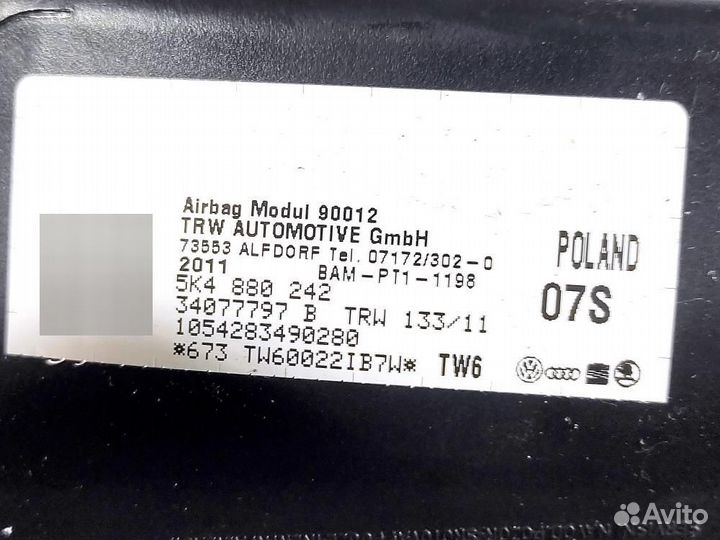 Airbag Modul 90012
TRW AUTOMOTIVE GmbH
73553 ALFDORF Tel. 07172/302-0
2011 BAM-PT1-1198
5K4 880 242
34077797 B TRW 133/11
1054283490280
*673 TW60022IB7W* TW6
POLAND
07S
Avito